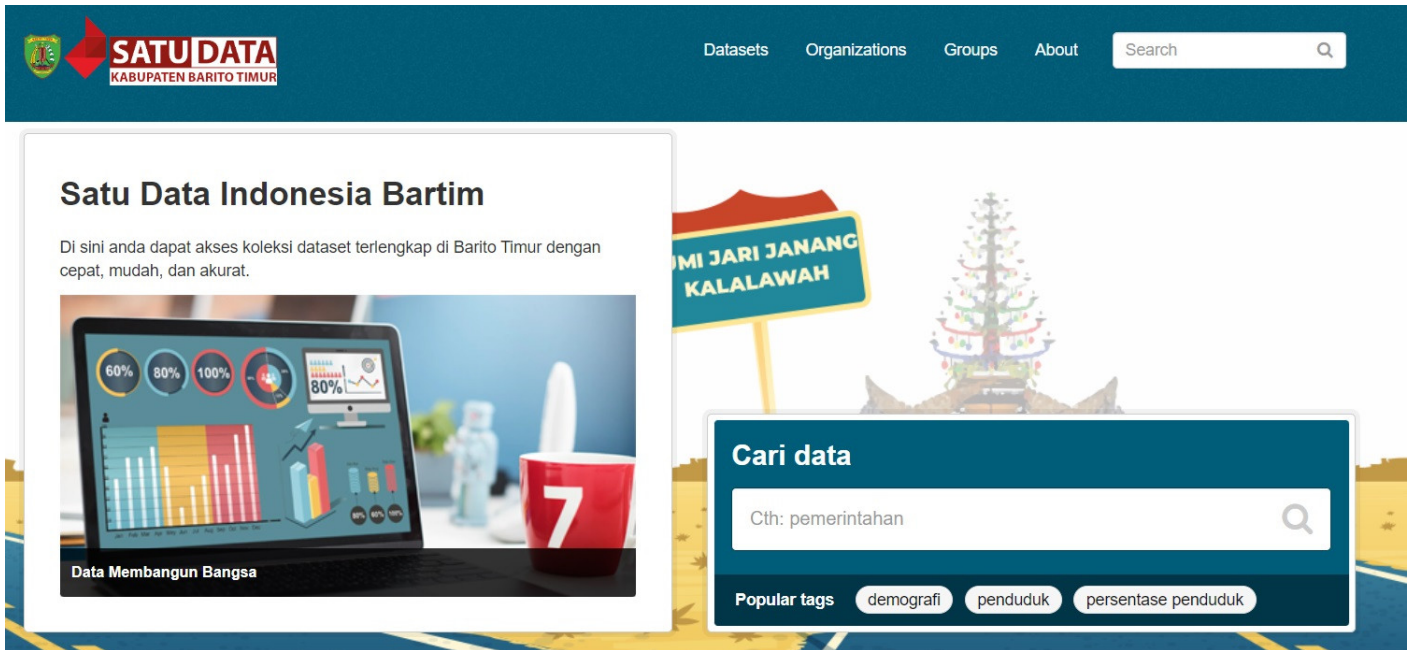 SATU DATA
KABUPATEN BARITO TIMUR
Datasets Organizations Groups About Search
Satu Data Indonesia Bartim
Di sini anda dapat akses koleksi dataset terlengkap di Barito Timur dengan
cepat, mudah, dan akurat.
JARI JANANG
KALALAWAH
60% 80% 100%
80%
7
Data Membangun Bangsa
Cari data
Cth: pemerintahan
Popular tags demografi penduduk persentase penduduk